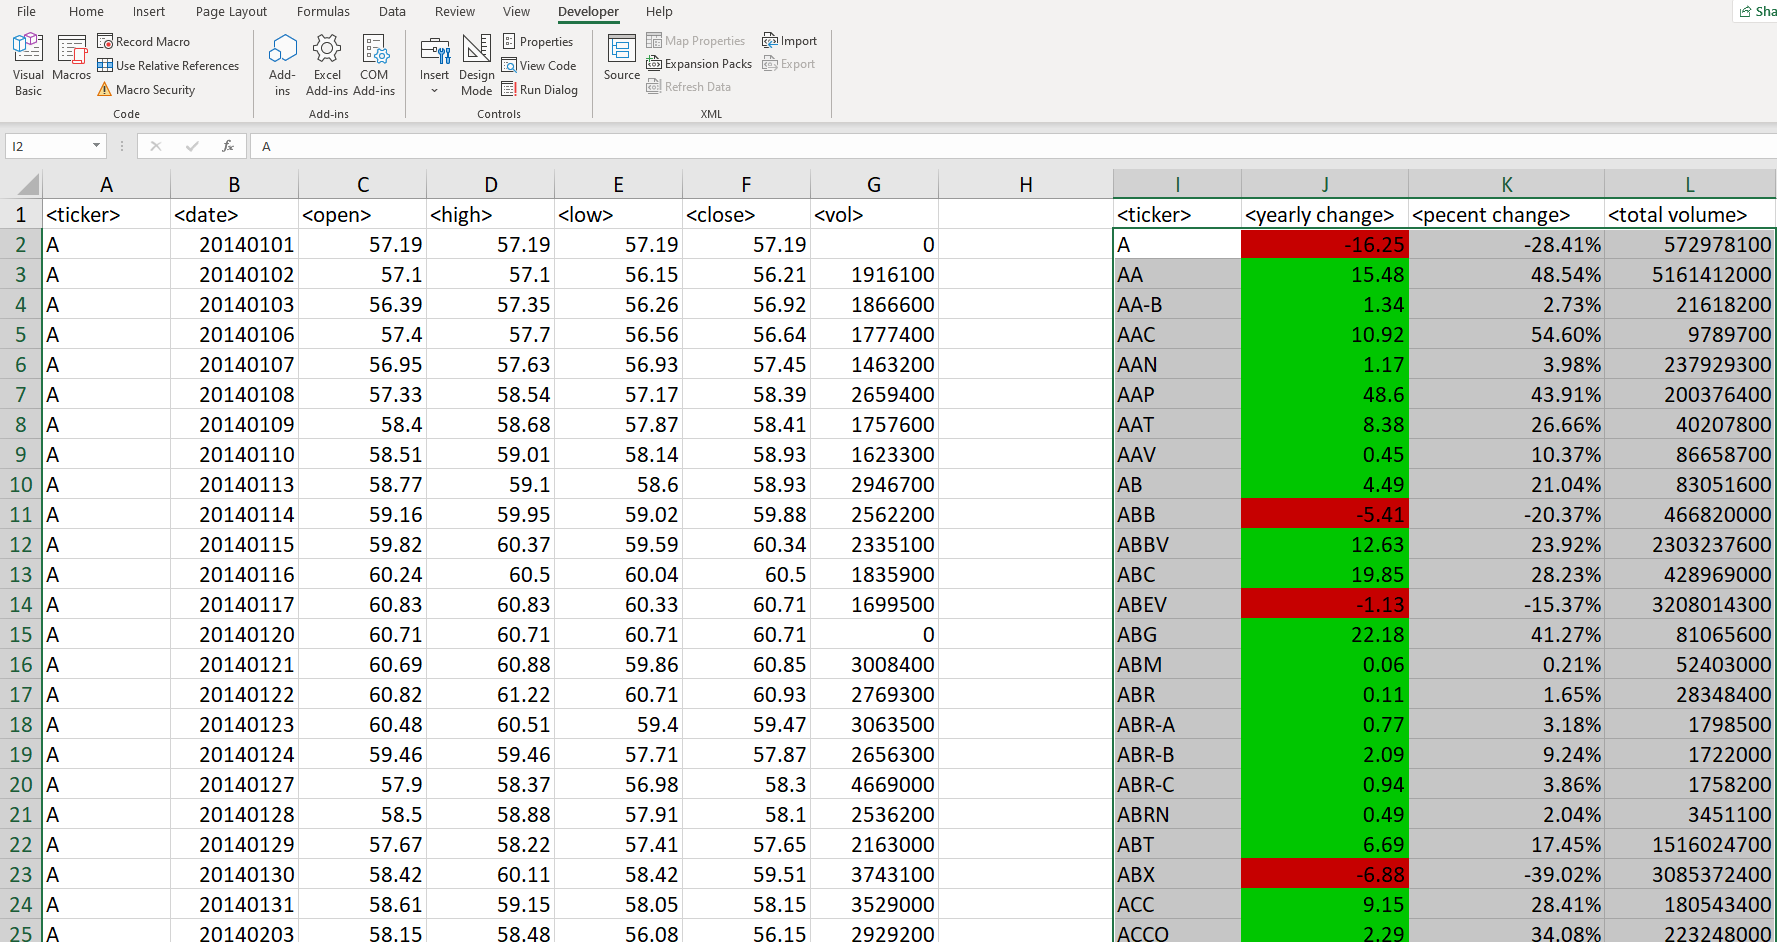 File Home Insert Page Layout Formulas Data Review View Developer Help Sha
Visual Basic Macros Record Macro Use Relative References Macro Security Code
Add-ins Excel Add-ins COM Add-ins Add-ins
Insert Design Mode Properties View Code Run Dialog Controls
Source Map Properties Expansion Packs Refresh Data Import Export XML
I2 fx A
A B C D E F G H I J K L
1 <ticker> <date> <open> <high> <low> <close> <vol> <ticker> <yearly change> <pecent change> <total volume>
2 A 20140101 57.19 57.19 57.19 57.19 0 A -16.25 -28.41% 572978100
3 A 20140102 57.1 57.1 56.15 56.21 1916100 AA 15.48 48.54% 5161412000
4 A 20140103 56.39 57.35 56.26 56.92 1866600 AA-B 1.34 2.73% 21618200
5 A 20140106 57.4 57.7 56.56 56.64 1777400 AAC 10.92 54.60% 9789700
6 A 20140107 56.95 57.63 56.93 57.45 1463200 AAN 1.17 3.98% 237929300
7 A 20140108 57.33 58.54 57.17 58.39 2659400 AAP 48.6 43.91% 200376400
8 A 20140109 58.4 58.68 57.87 58.41 1757600 AAT 8.38 26.66% 40207800
9 A 20140110 58.51 59.01 58.14 58.93 1623300 AAV 0.45 10.37% 86658700
10 A 20140113 58.77 59.1 58.6 58.93 2946700 AB 4.49 21.04% 83051600
11 A 20140114 59.16 59.95 59.02 59.88 2562200 ABB -5.41 -20.37% 466820000
12 A 20140115 59.82 60.37 59.59 60.34 2335100 ABBV 12.63 23.92% 2303237600
13 A 20140116 60.24 60.5 60.04 60.5 1835900 ABC 19.85 28.23% 428969000
14 A 20140117 60.83 60.83 60.33 60.71 1699500 ABEV -1.13 -15.37% 3208014300
15 A 20140120 60.71 60.71 60.71 60.71 0 ABG 22.18 41.27% 81065600
16 A 20140121 60.69 60.88 59.86 60.85 3008400 ABM 0.06 0.21% 52403000
17 A 20140122 60.82 61.22 60.71 60.93 2769300 ABR 0.11 1.65% 28348400
18 A 20140123 60.48 60.51 59.4 59.47 3063500 ABR-A 0.77 3.18% 1798500
19 A 20140124 59.46 59.46 57.71 57.87 2656300 ABR-B 2.09 9.24% 1722000
20 A 20140127 57.9 58.37 56.98 58.3 4669000 ABR-C 0.94 3.86% 1758200
21 A 20140128 58.5 58.88 57.91 58.1 2536200 ABRN 0.49 2.04% 3451100
22 A 20140129 57.67 58.22 57.41 57.65 2163000 ABT 6.69 17.45% 1516024700
23 A 20140130 58.42 60.11 58.42 59.51 3743100 ABX -6.88 -39.02% 3085372400
24 A 20140131 58.61 59.15 58.05 58.15 3529000 ACC 9.15 28.41% 180543400
25 A 20140203 58.15 58.48 56.08 56.15 2929200 ACCO 2.29 34.08% 223248000